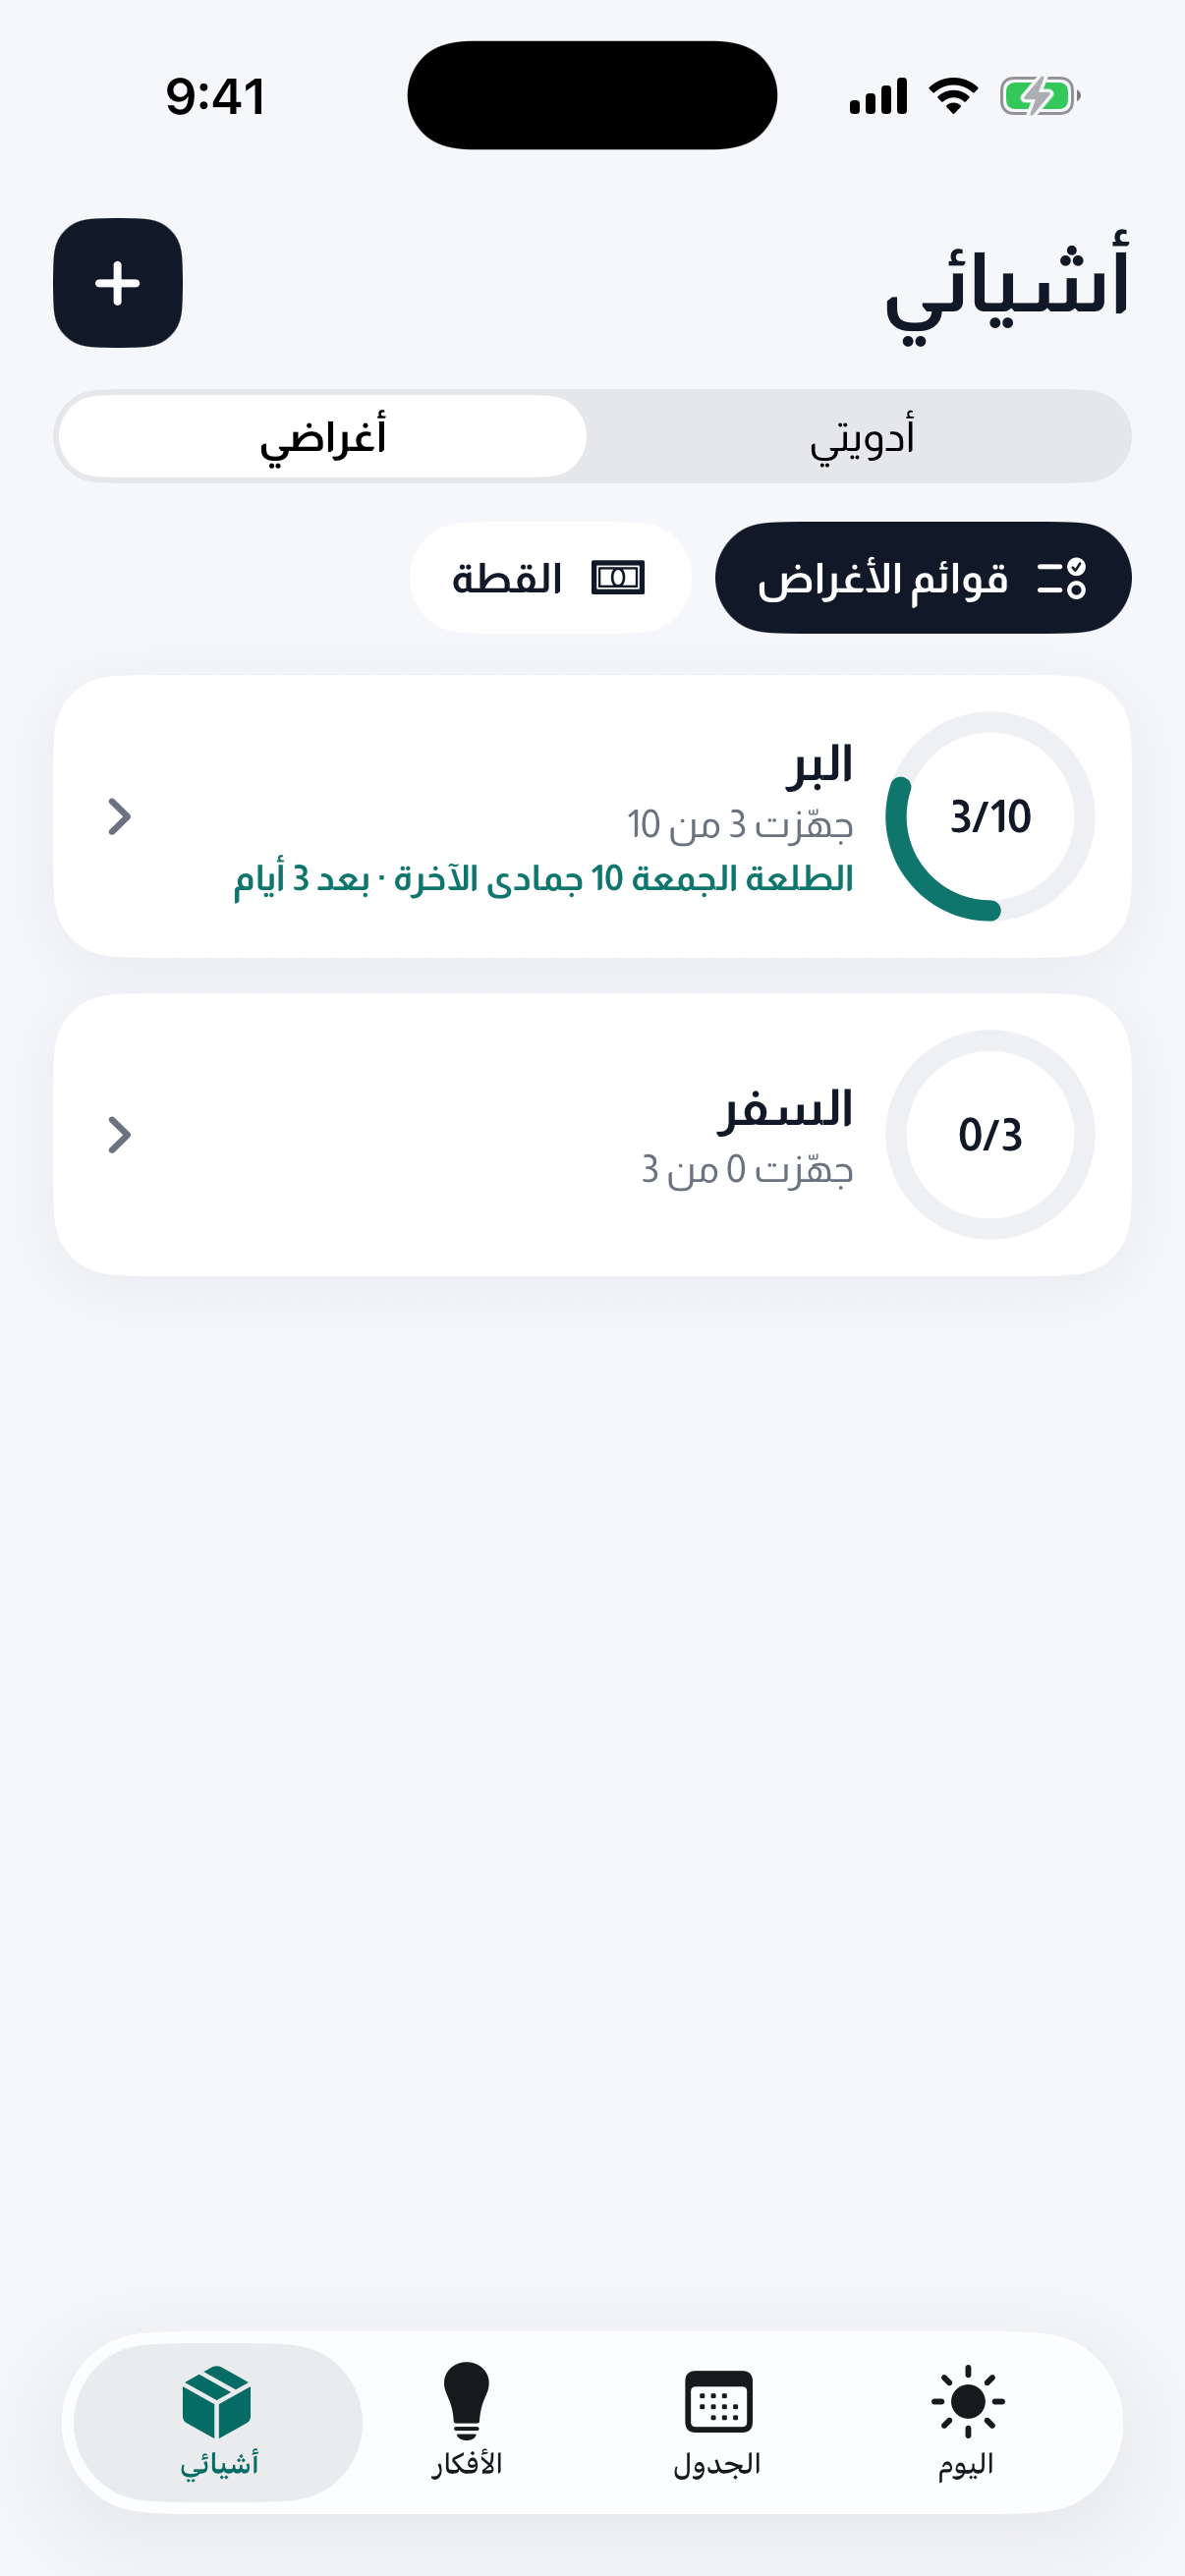 9:41
أشيائي
أدويتي
أغراضي
قوائم الأغراض
القطة
3/10
البر
جهّزت 3 من 10
الطلعة الجمعة 10 جمادى الآخرة · بعد 3 أيام
0/3
السفر
جهّزت 0 من 3
اليوم
الجدول
الأفكار
أشيائي